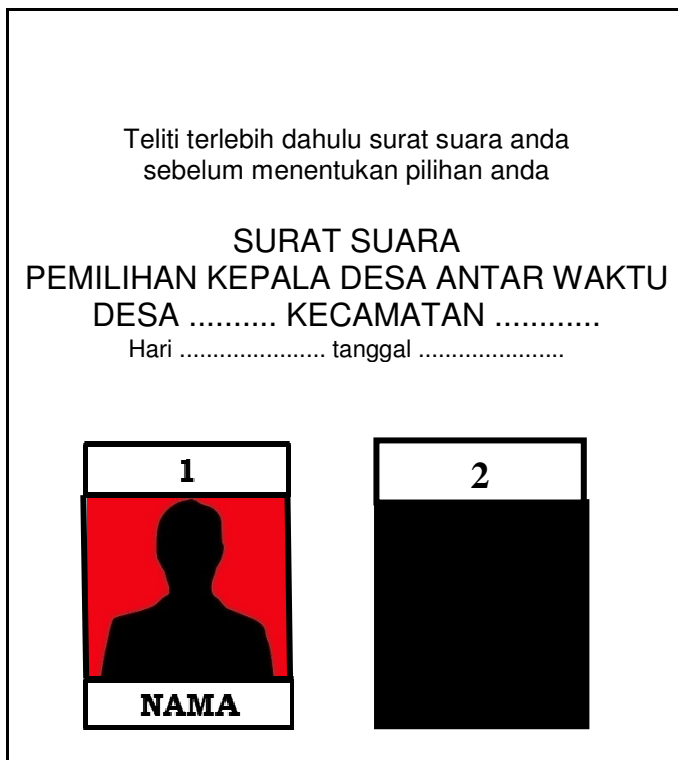 Teliti terlebih dahulu surat suara anda
sebelum menentukan pilihan anda
SURAT SUARA
PEMILIHAN KEPALA DESA ANTAR WAKTU
DESA .......... KECAMATAN ............
Hari ...................... tanggal ......................
1
2
NAMA